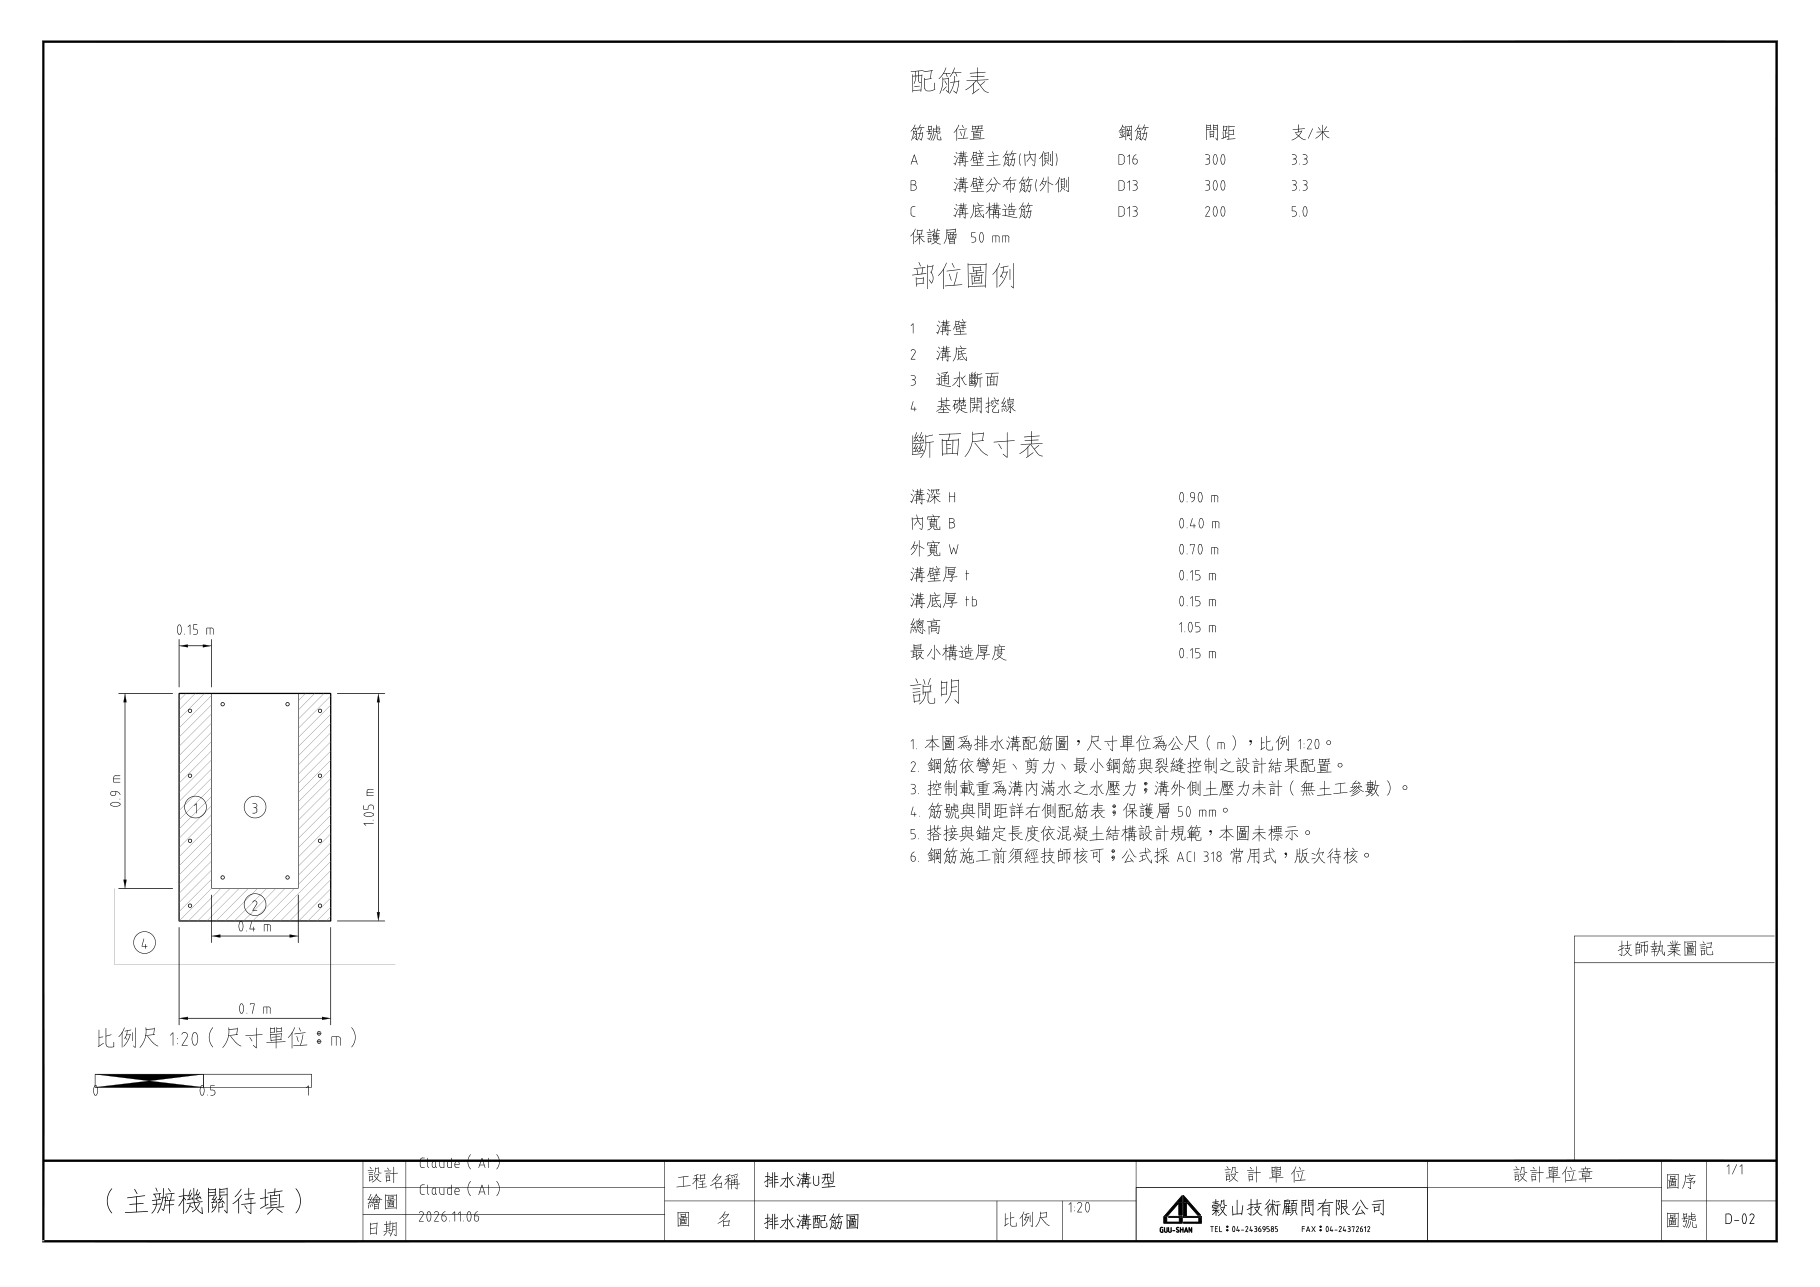 配筋表
筋號 位置 鋼筋 間距 支/米
A 溝壁主筋(內側) D16 300 3.3
B 溝壁分布筋(外側 D13 300 3.3
C 溝底構造筋 D13 200 5.0
保護層 50 mm
部位圖例
1 溝壁
2 溝底
3 通水斷面
4 基礎開挖線
斷面尺寸表
溝深 H 0.90 m
內寬 B 0.40 m
外寬 W 0.70 m
溝壁厚 t 0.15 m
溝底厚 tb 0.15 m
總高 1.05 m
最小構造厚度 0.15 m
說明
1. 本圖為排水溝配筋圖，尺寸單位為公尺（m），比例 1:20。
2. 鋼筋依彎矩、剪力、最小鋼筋與裂縫控制之設計結果配置。
3. 控制載重為溝內滿水之水壓力；溝外側土壓力未計（無土工參數）。
4. 筋號與間距詳右側配筋表；保護層 50 mm。
5. 搭接與錨定長度依混凝土結構設計規範，本圖未標示。
6. 鋼筋施工前須經技師核可；公式採 ACI 318 常用式，版次待核。
0.15 m
0.9 m
1
3
1.05 m
2
0.4 m
4
0.7 m
比例尺 1:20（尺寸單位：m）
0 0.5 1
技師執業圖記
（主辦機關待填）
設計 Claude（AI）
繪圖 Claude（AI）
日期 2026.11.06
工程名稱 排水溝U型
圖 名 排水溝配筋圖
比例尺 1:20
設計單位
GUU-SHAN
穀山技術顧問有限公司
TEL：04-24369585 FAX：04-24372612
設計單位章
圖序 1/1
圖號 D-02